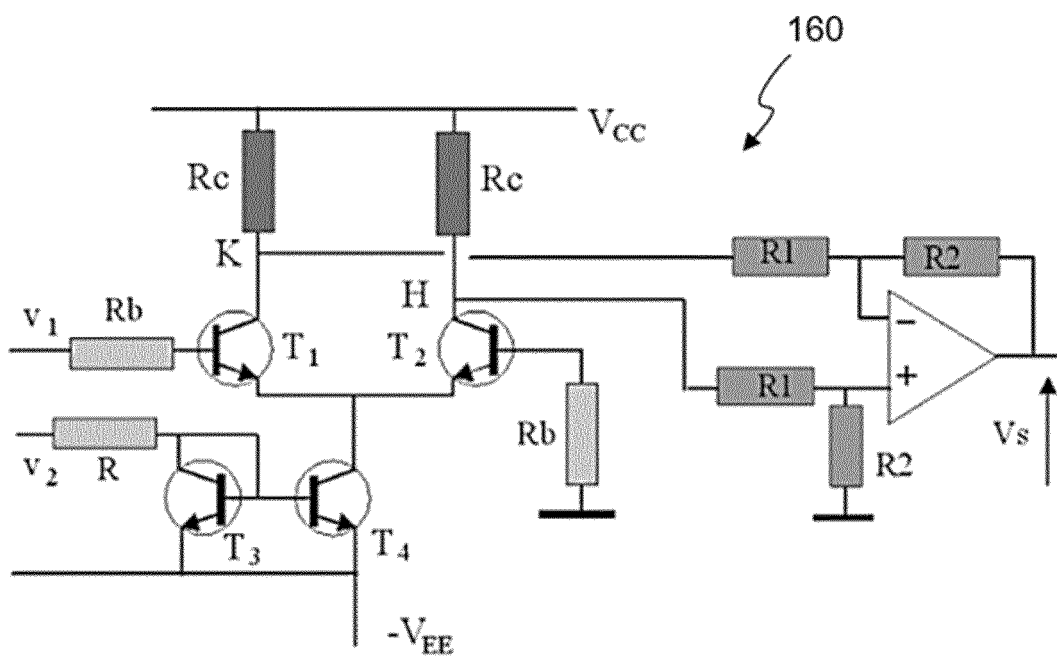 160
V_CC
Rc
Rc
K
H
R1
R2
v_1
Rb
T_1
T_2
−
+
R1
Rb
R2
Vs
v_2
R
T_3
T_4
-V_EE